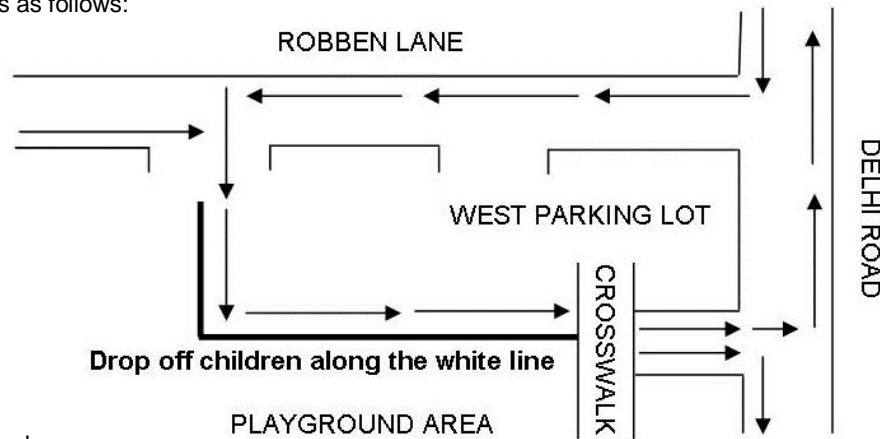 s as follows:
ROBBEN LANE
DELHI ROAD
WEST PARKING LOT
CROSSWALK
Drop off children along the white line
PLAYGROUND AREA